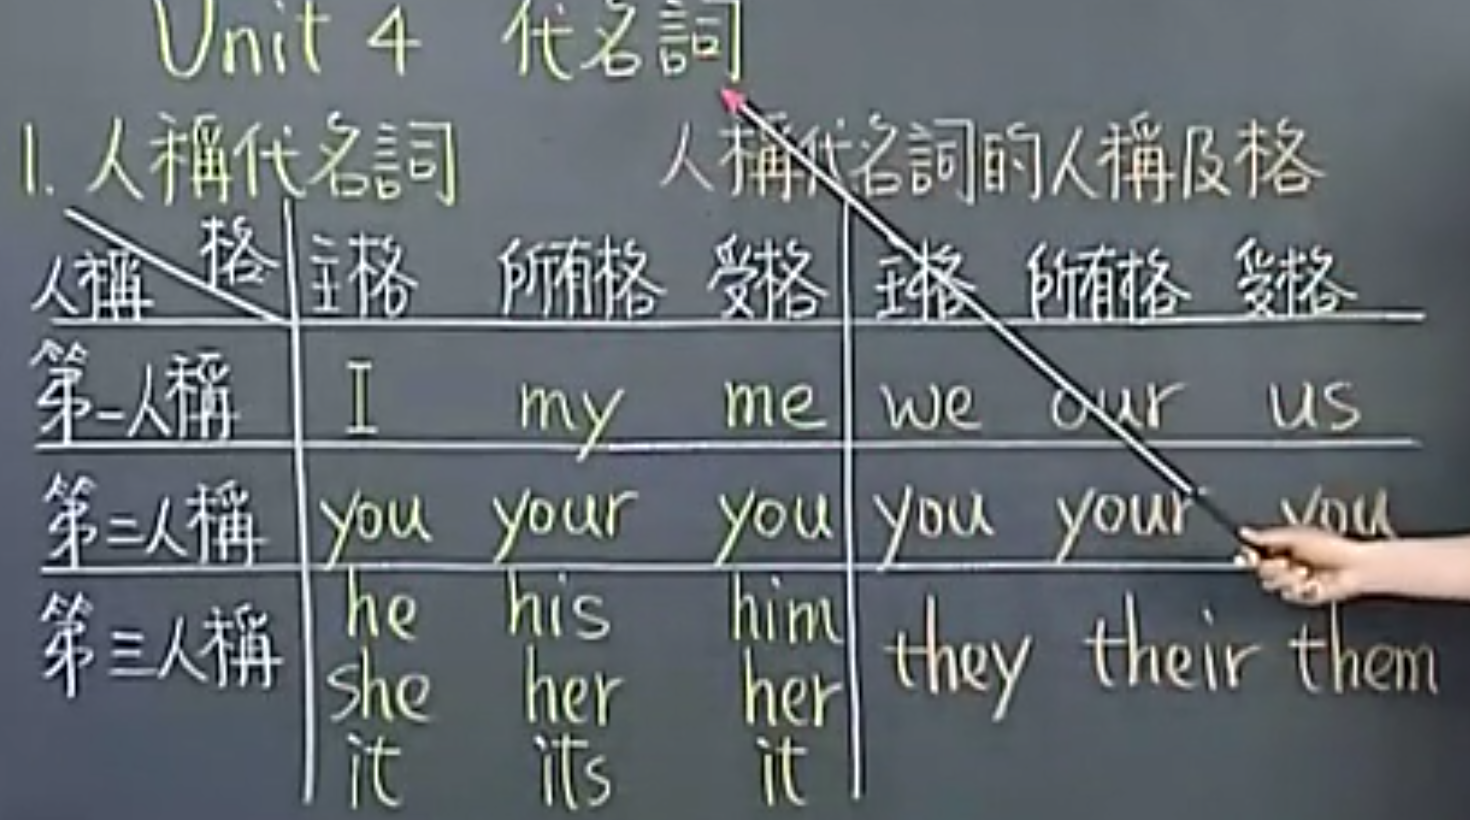 Unit 4 代名詞
1. 人稱代名詞 人稱代名詞的人稱及格
格 主格 所有格 受格 主格 所有格 受格
人稱
第一人稱 I my me we our us
第二人稱 you your you you your you
第三人稱 he his him they their them
she her her
it its it